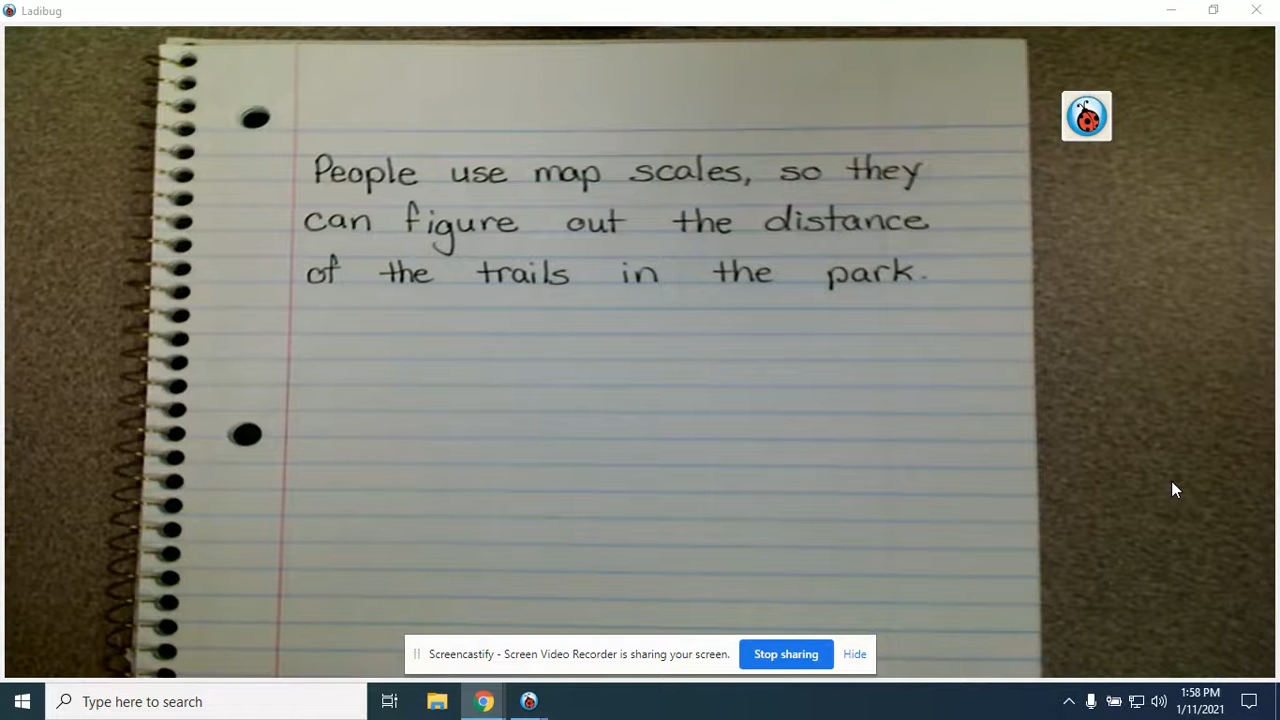 Ladibug
People use map scales, so they
can figure out the distance
of the trails in the park.
Screencastify - Screen Video Recorder is sharing your screen.
Stop sharing
Hide
Type here to search
1:58 PM
1/11/2021